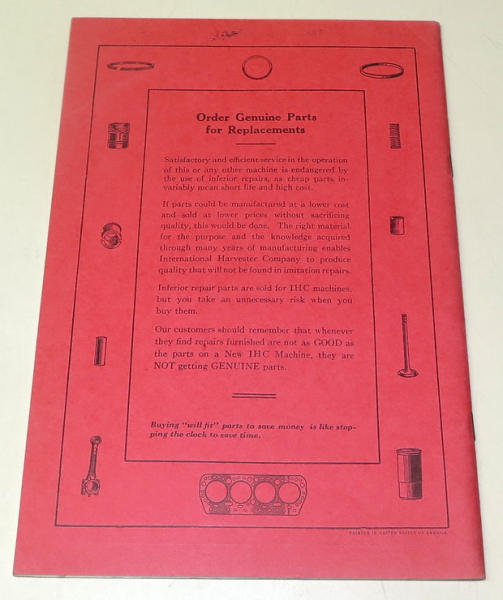 Order Genuine Parts
for Replacements
Satisfactory and efficient service in the operation
of this or any other machine is endangered by
the use of inferior repairs, as cheap parts in-
variably mean short life and high cost.
If parts could be manufactured at a lower cost
and sold at lower prices without sacrificing
quality, this would be done. The right material
for the purpose and the knowledge acquired
through many years of manufacturing enables
International Harvester Company to produce
quality that will not be found in imitation repairs.
Inferior repair parts are sold for IHC machines,
but you take an unnecessary risk when you
buy them.
Our customers should remember that whenever
they find repairs furnished are not as GOOD as
the parts on a New IHC Machine, they are
NOT getting GENUINE parts.
Buying "will fit" parts to save money is like stop-
ping the clock to save time.
PRINTED IN UNITED STATES OF AMERICA